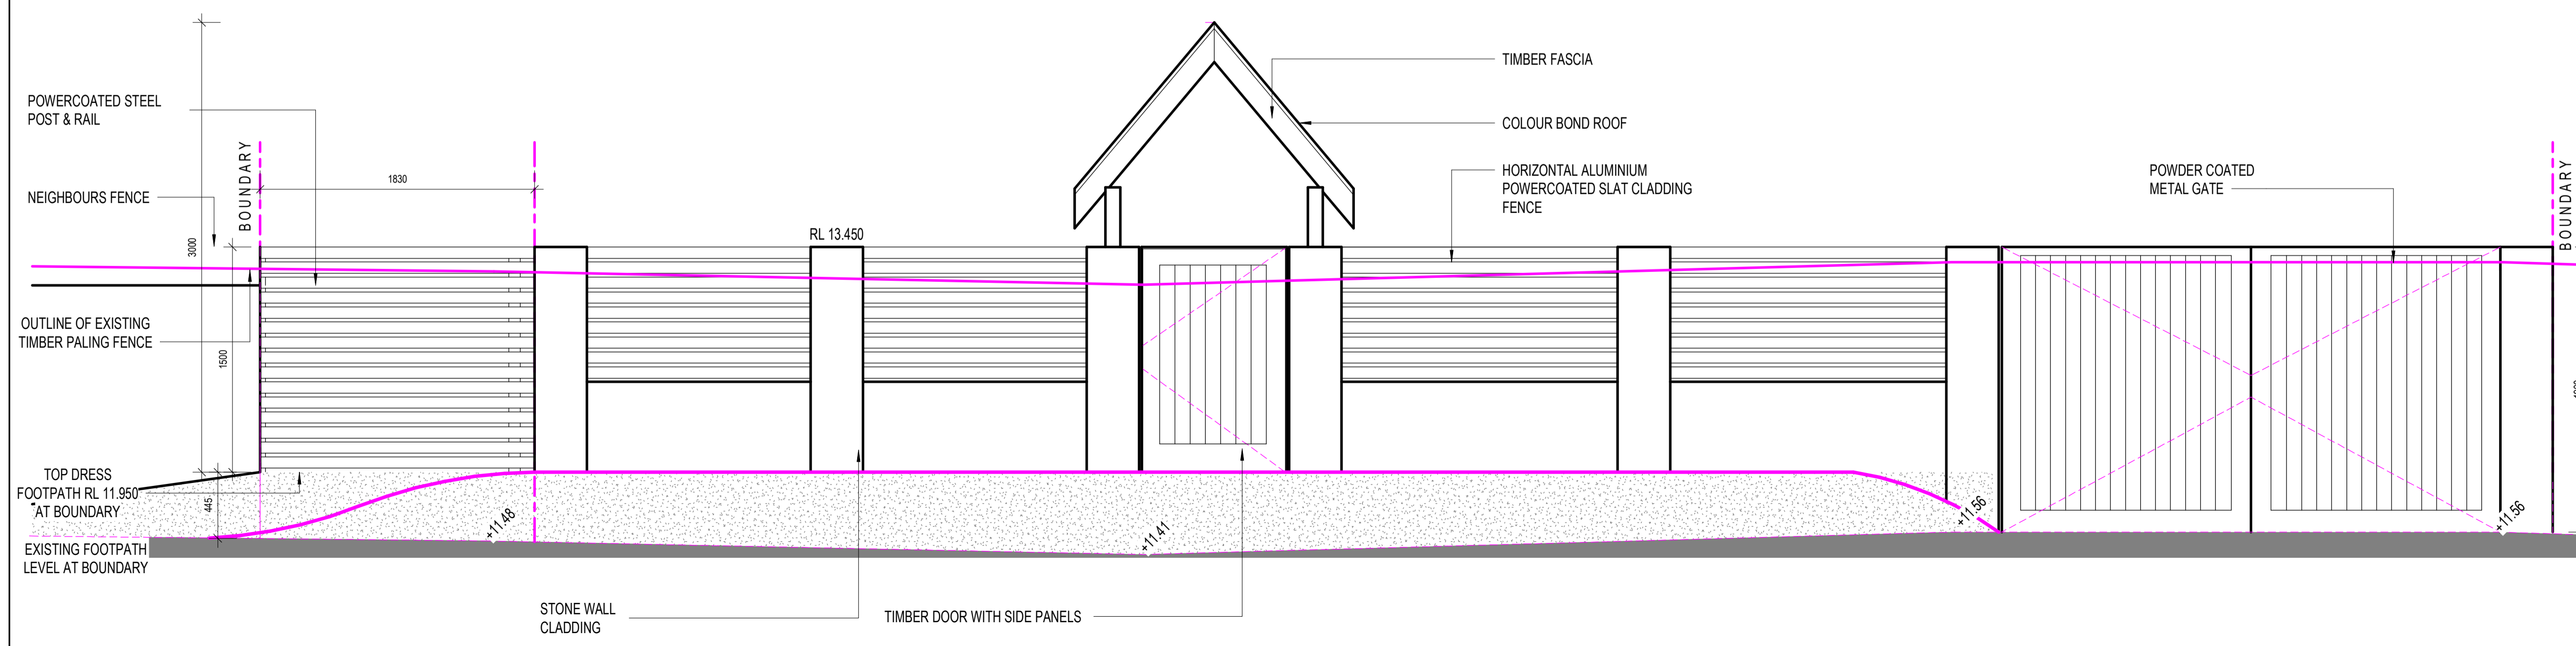 TIMBER FASCIA
POWERCOATED STEEL
POST & RAIL
COLOUR BOND ROOF
BOUNDARY
BOUNDARY
HORIZONTAL ALUMINIUM
POWERCOATED SLAT CLADDING
FENCE
POWDER COATED
METAL GATE
1830
NEIGHBOURS FENCE
3000
RL 13.450
OUTLINE OF EXISTING
TIMBER PALING FENCE
1500
TOP DRESS
FOOTPATH RL 11.950
AT BOUNDARY
445
+11.48
+11.41
+11.56
+11.56
EXISTING FOOTPATH
LEVEL AT BOUNDARY
STONE WALL
CLADDING
TIMBER DOOR WITH SIDE PANELS